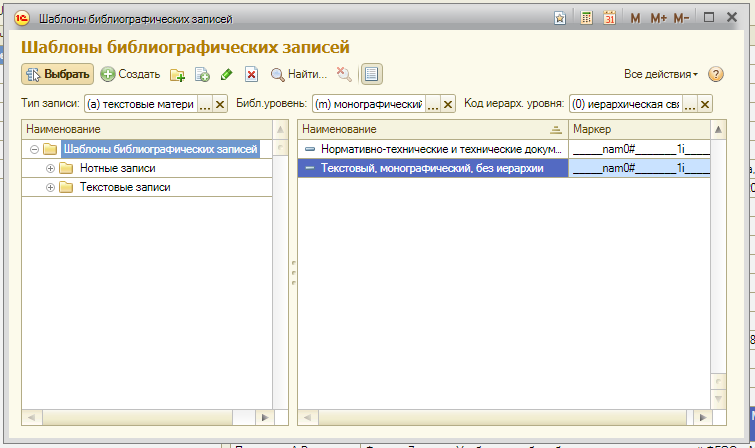 Шаблоны библиографических записей
M M+ M-
Шаблоны библиографических записей
Выбрать Создать Найти... Все действия
Тип записи: (a) текстовые матери ... Библ.уровень: (m) монографический ... Код иерарх. уровня: (0) иерархическая свя ...
Наименование
Шаблоны библиографических записей
Нотные записи
Текстовые записи
Наименование Маркер
Нормативно-технические и технические докум... _____nam0#_______1i_____
Текстовый, монографический, без иерархии _____nam0#_______1i_____